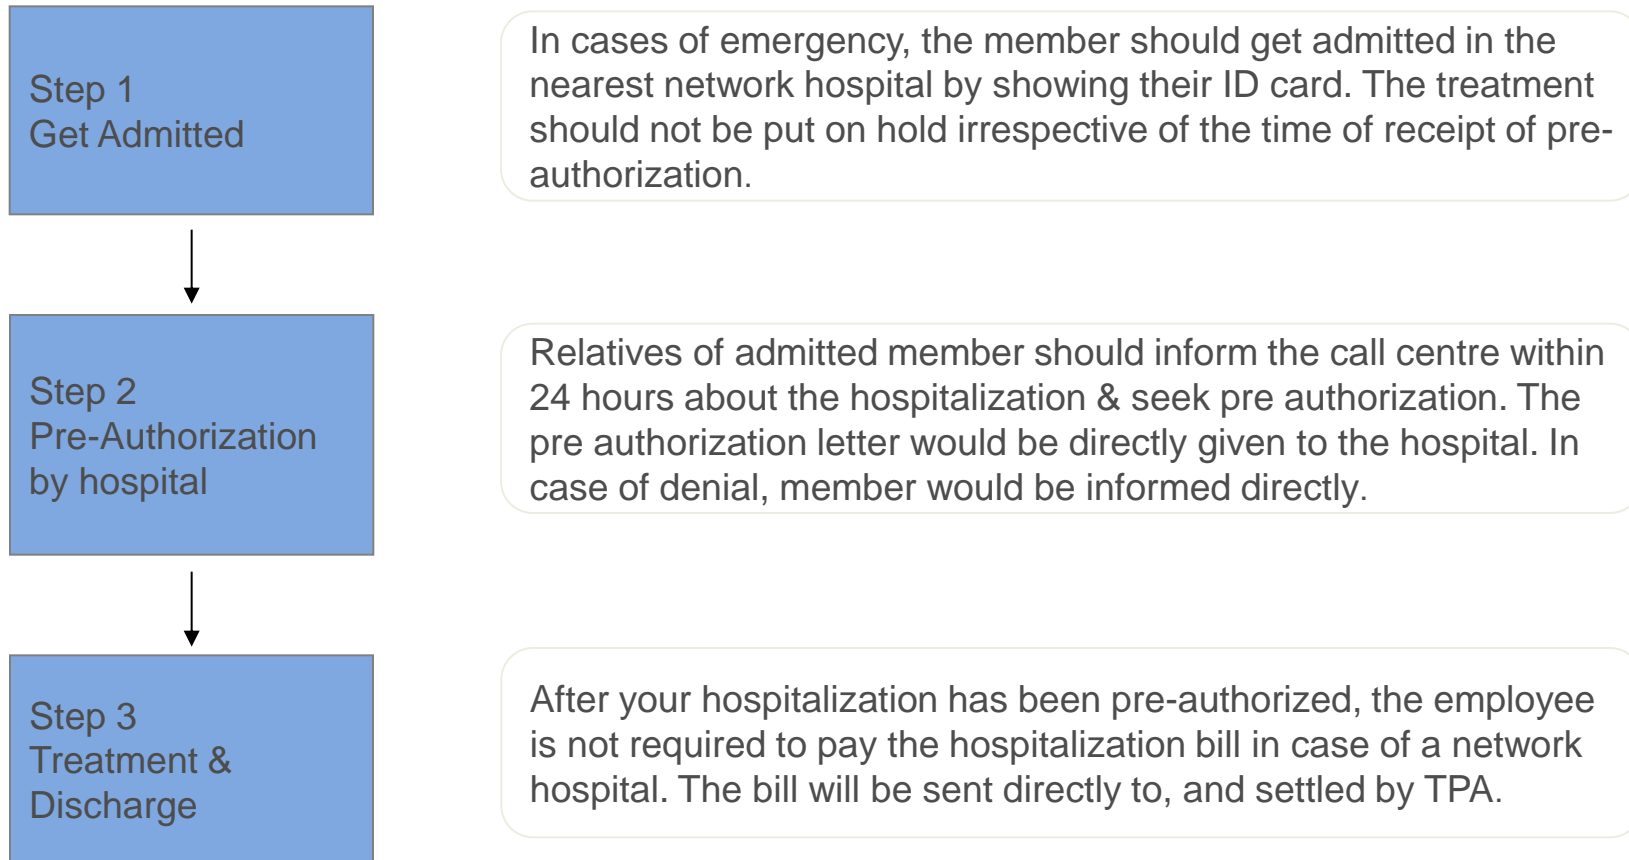 Step 1
Get Admitted
In cases of emergency, the member should get admitted in the
nearest network hospital by showing their ID card. The treatment
should not be put on hold irrespective of the time of receipt of pre-
authorization.
Step 2
Pre-Authorization
by hospital
Relatives of admitted member should inform the call centre within
24 hours about the hospitalization & seek pre authorization. The
pre authorization letter would be directly given to the hospital. In
case of denial, member would be informed directly.
Step 3
Treatment &
Discharge
After your hospitalization has been pre-authorized, the employee
is not required to pay the hospitalization bill in case of a network
hospital. The bill will be sent directly to, and settled by TPA.